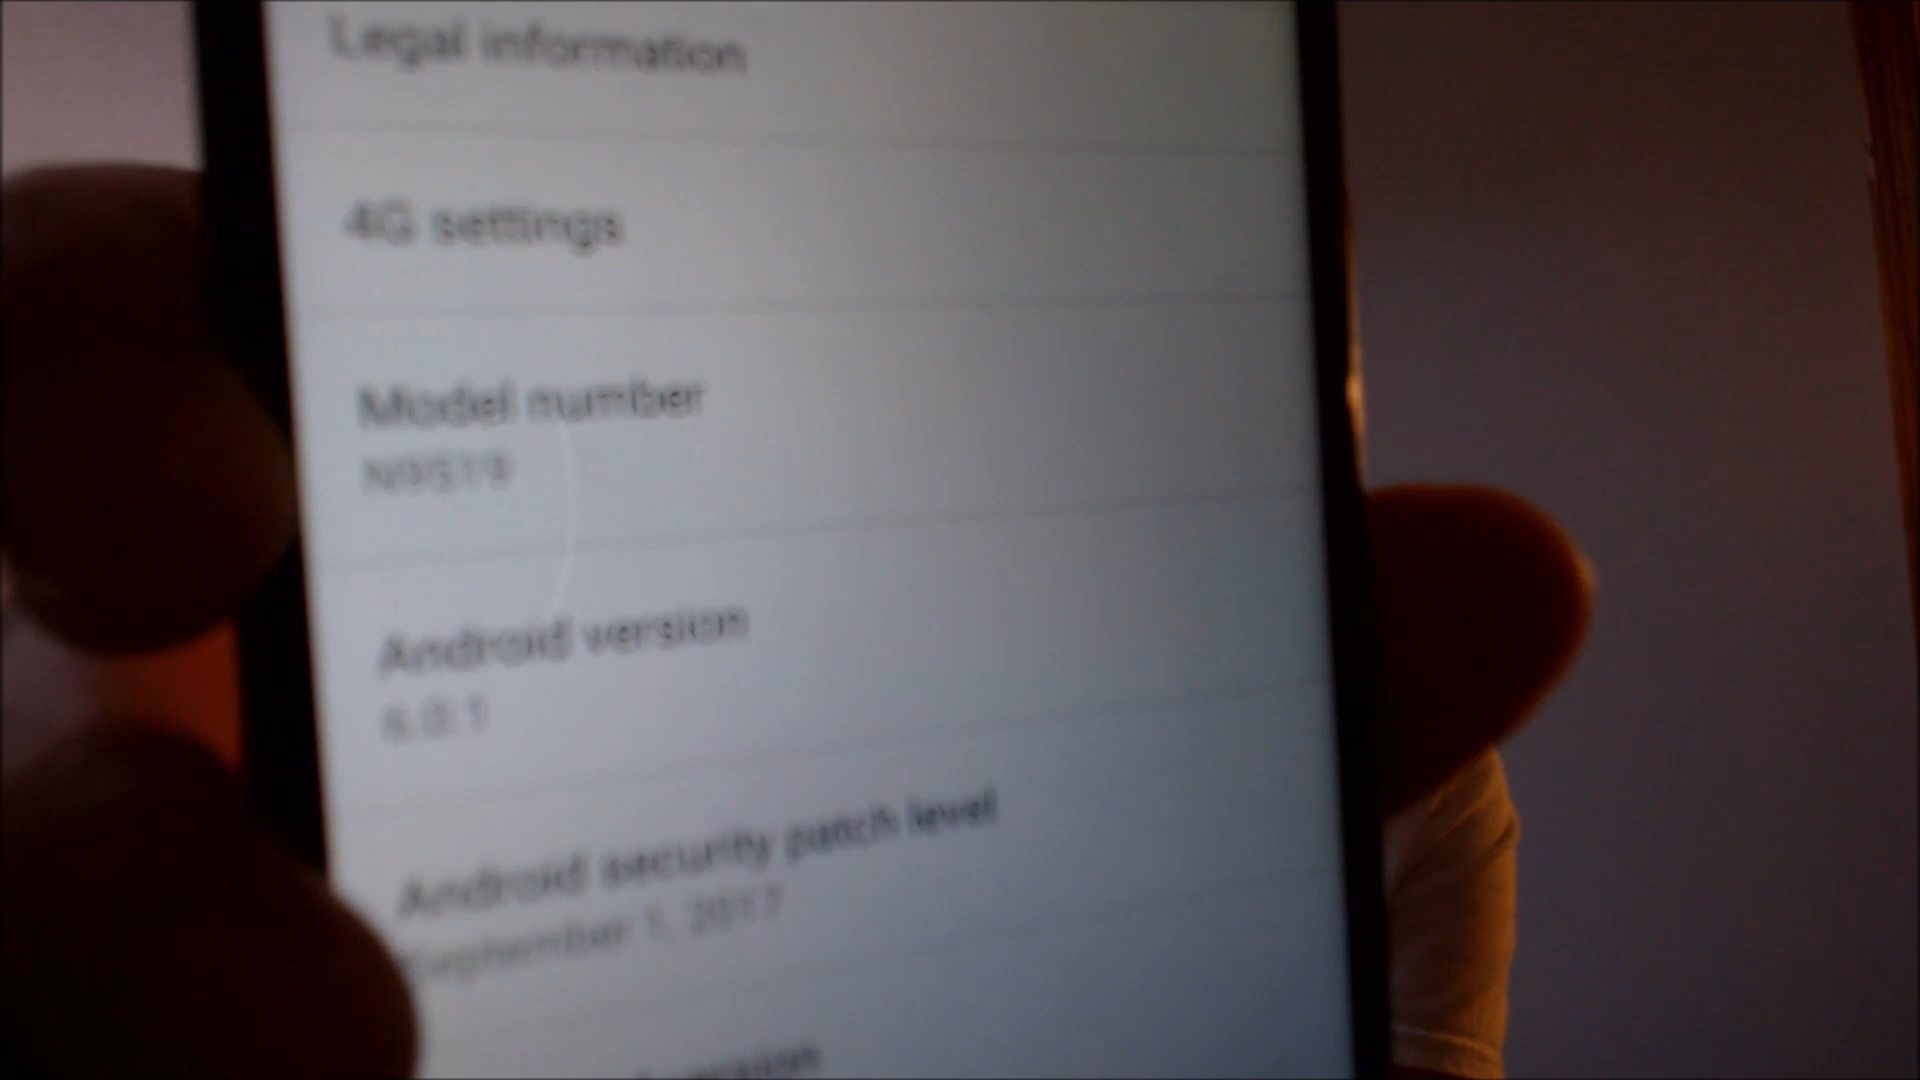 Legal information
4G settings
Model number
N9519
Android version
6.0.1
Android security patch level
September 1, 2017
version